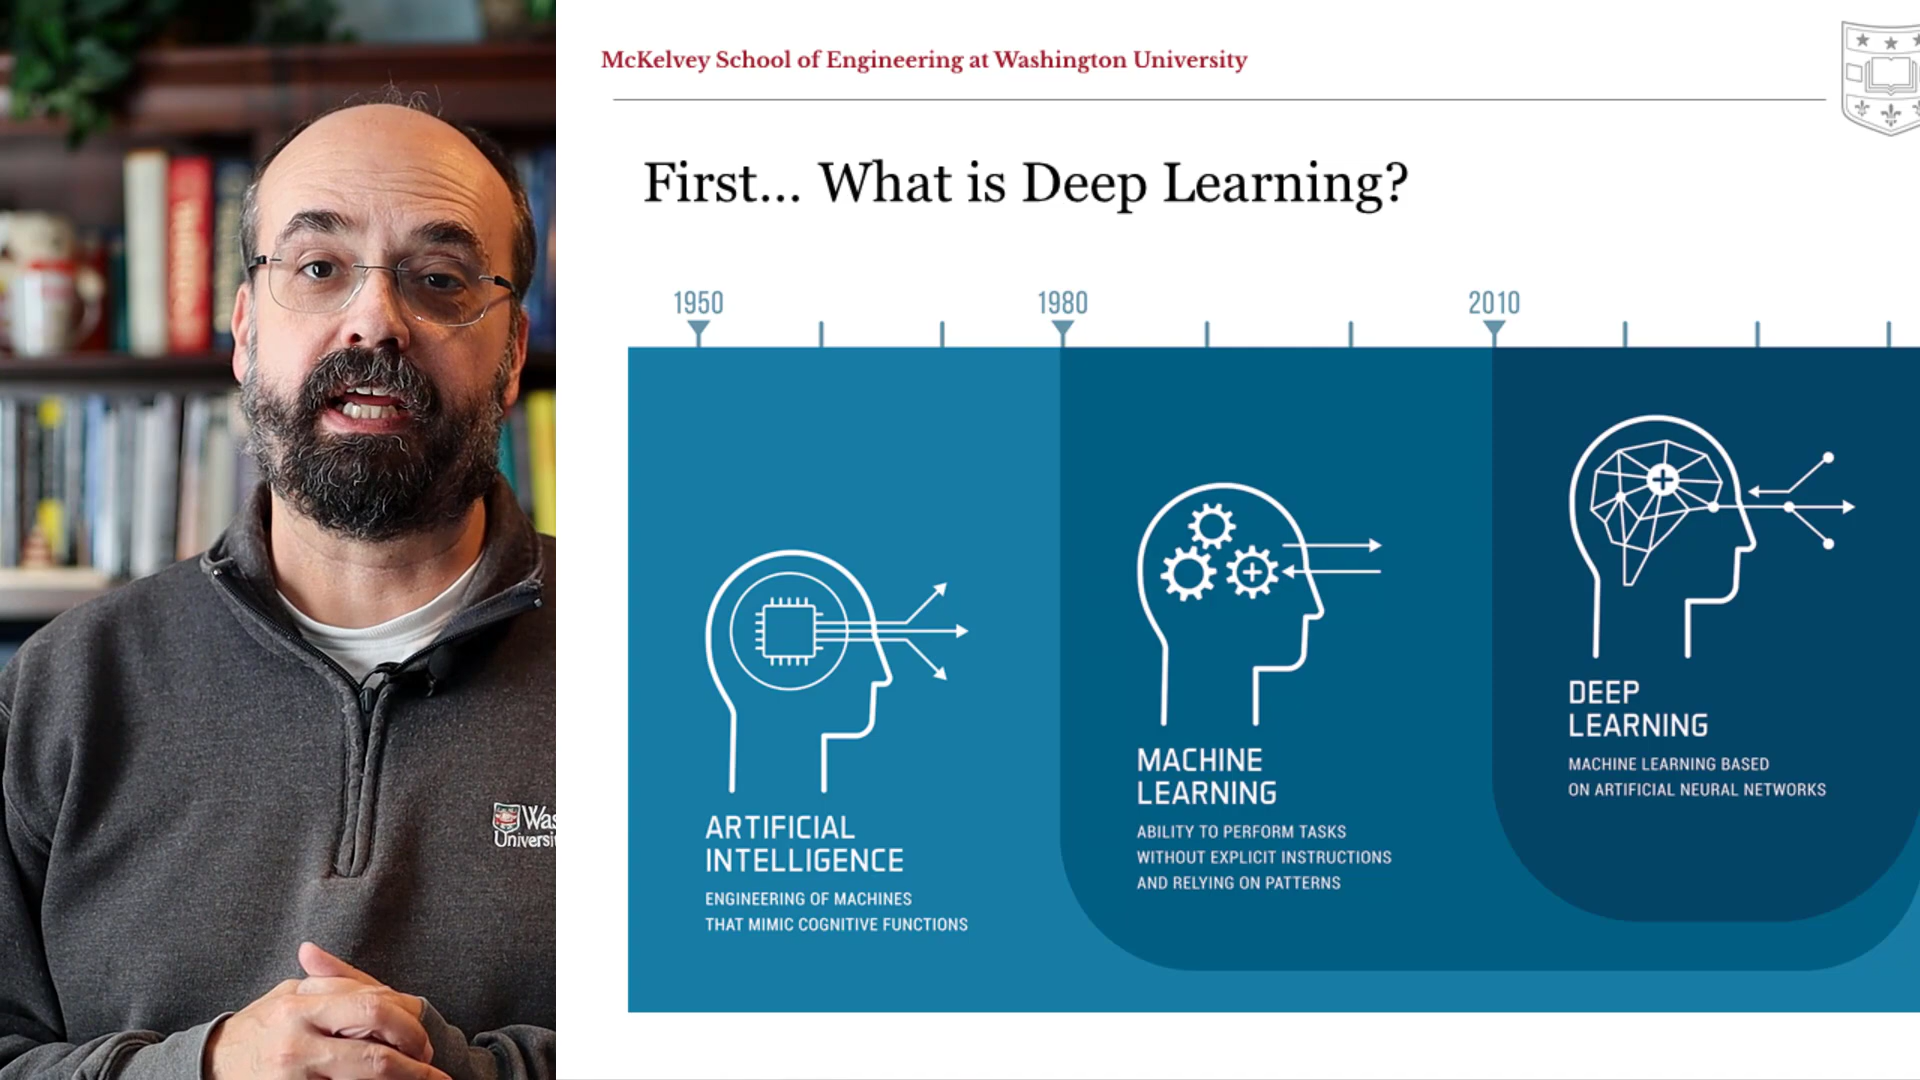 McKelvey School of Engineering at Washington University
First... What is Deep Learning?
1950
1980
2010
ARTIFICIAL
INTELLIGENCE
ENGINEERING OF MACHINES
THAT MIMIC COGNITIVE FUNCTIONS
MACHINE
LEARNING
ABILITY TO PERFORM TASKS
WITHOUT EXPLICIT INSTRUCTIONS
AND RELYING ON PATTERNS
DEEP
LEARNING
MACHINE LEARNING BASED
ON ARTIFICIAL NEURAL NETWORKS
Was
Universi